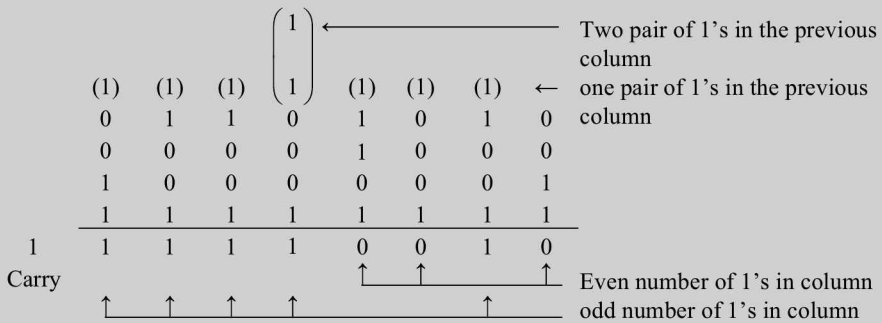 1 Two pair of 1’s in the previous
column
(1) (1) (1) 1 (1) (1) (1) ← one pair of 1’s in the previous
0 1 1 0 1 0 1 0 column
0 0 0 0 1 0 0 0
1 0 0 0 0 0 0 1
1 1 1 1 1 1 1 1
1 1 1 1 1 0 0 1 0
Carry
Even number of 1’s in column
odd number of 1’s in column